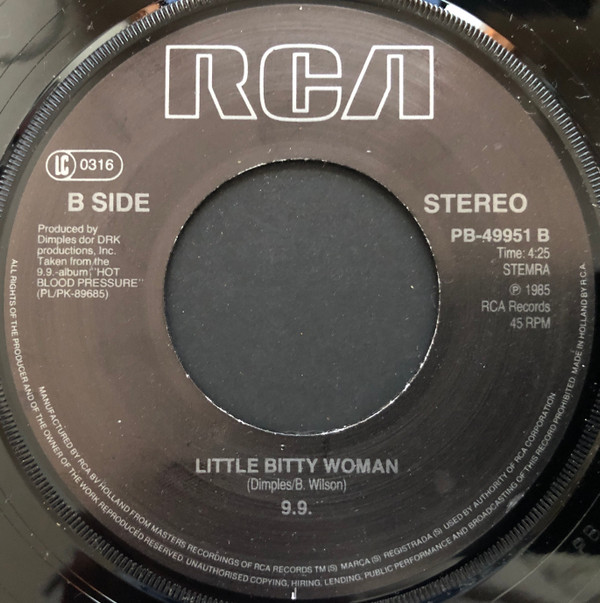 RCA
LC 0316
B SIDE
STEREO
Produced by
Dimples dor DRK
productions, Inc.
Taken from the
9.9.-album "HOT
BLOOD PRESSURE"
(PL/PK-89685)
PB-49951 B
Time: 4:25
STEMRA
℗ 1985
RCA Records
45 RPM
LITTLE BITTY WOMAN
(Dimples/B. Wilson)
9.9.
ALL RIGHTS OF THE PRODUCER AND OF THE OWNER OF THE WORK REPRODUCED RESERVED. UNAUTHORISED COPYING, HIRING, LENDING, PUBLIC PERFORMANCE AND BROADCASTING OF THIS RECORD PROHIBITED. MADE IN HOLLAND BY R.C.A.
MANUFACTURED BY RCA BV HOLLAND FROM MASTERS RECORDINGS OF RCA RECORDS TM (S) MARCA (S) REGISTRADA (S) USED BY AUTHORITY OF RCA CORPORATION
PB